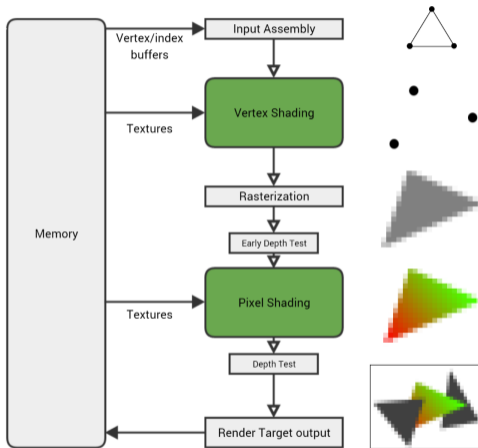 Input Assembly
Vertex/index
buffers
Vertex Shading
Textures
Rasterization
Memory
Early Depth Test
Pixel Shading
Textures
Depth Test
Render Target output